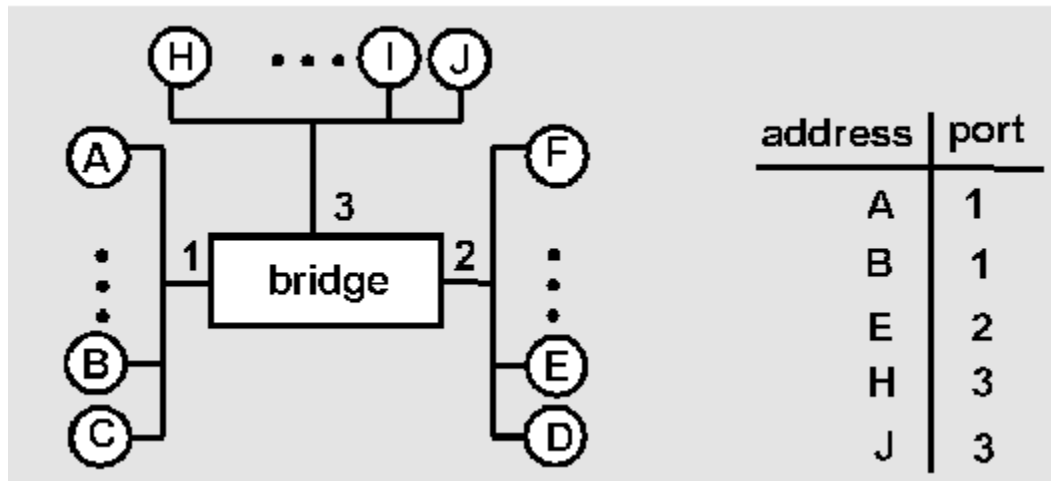 H ... I J
A
F
3
1 bridge 2
B
E
C
D
address port
A 1
B 1
E 2
H 3
J 3